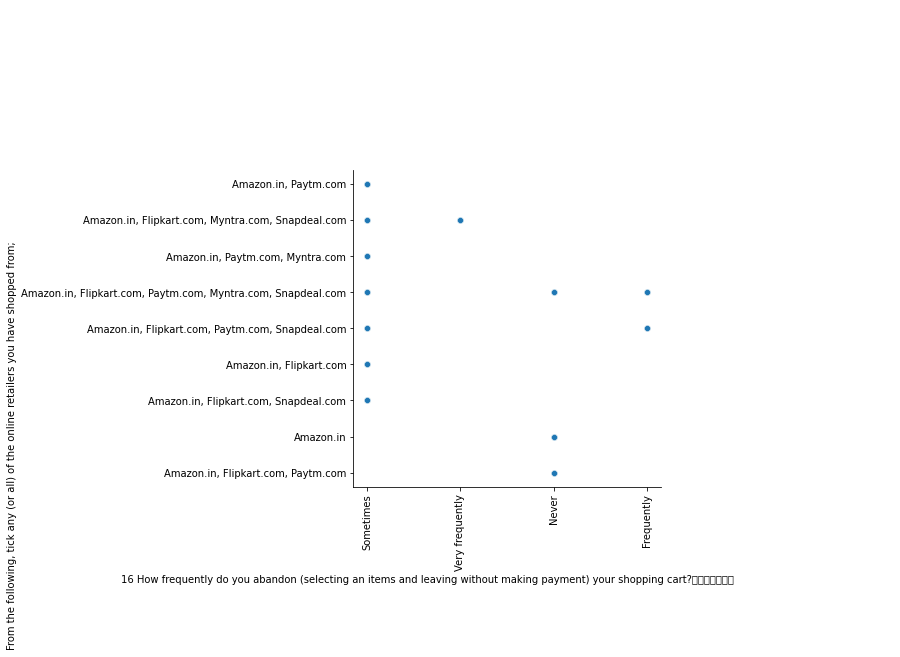 From the following, tick any (or all) of the online retailers you have shopped from;
Amazon.in, Paytm.com
Amazon.in, Flipkart.com, Myntra.com, Snapdeal.com
Amazon.in, Paytm.com, Myntra.com
Amazon.in, Flipkart.com, Paytm.com, Myntra.com, Snapdeal.com
Amazon.in, Flipkart.com, Paytm.com, Snapdeal.com
Amazon.in, Flipkart.com
Amazon.in, Flipkart.com, Snapdeal.com
Amazon.in
Amazon.in, Flipkart.com, Paytm.com
Sometimes
Very frequently
Never
Frequently
16 How frequently do you abandon (selecting an items and leaving without making payment) your shopping cart?